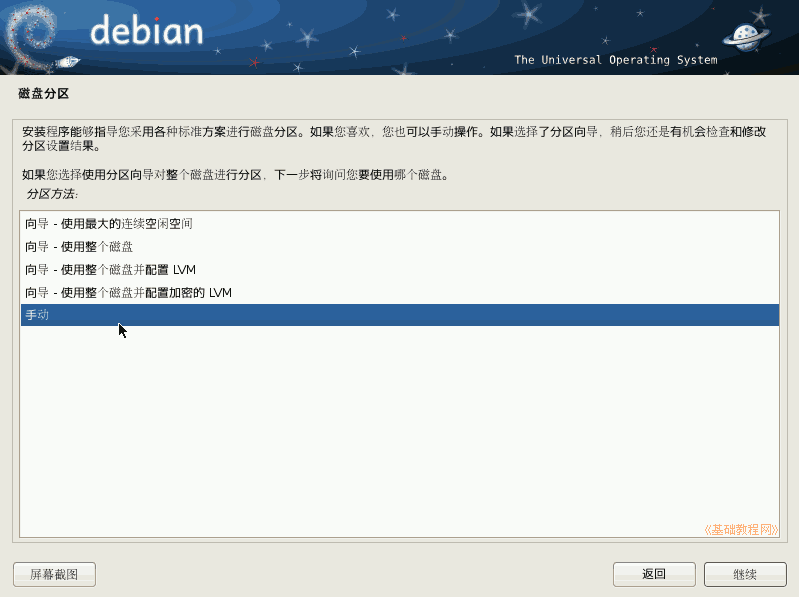 debian
The Universal Operating System
磁盘分区
安装程序能够指导您采用各种标准方案进行磁盘分区。如果您喜欢，您也可以手动操作。如果选择了分区向导，稍后您还是有机会检查和修改
分区设置结果。
如果您选择使用分区向导对整个磁盘进行分区，下一步将询问您要使用哪个磁盘。
分区方法:
向导 - 使用最大的连续空闲空间
向导 - 使用整个磁盘
向导 - 使用整个磁盘并配置 LVM
向导 - 使用整个磁盘并配置加密的 LVM
手动
《基础教程网》
屏幕截图
返回
继续